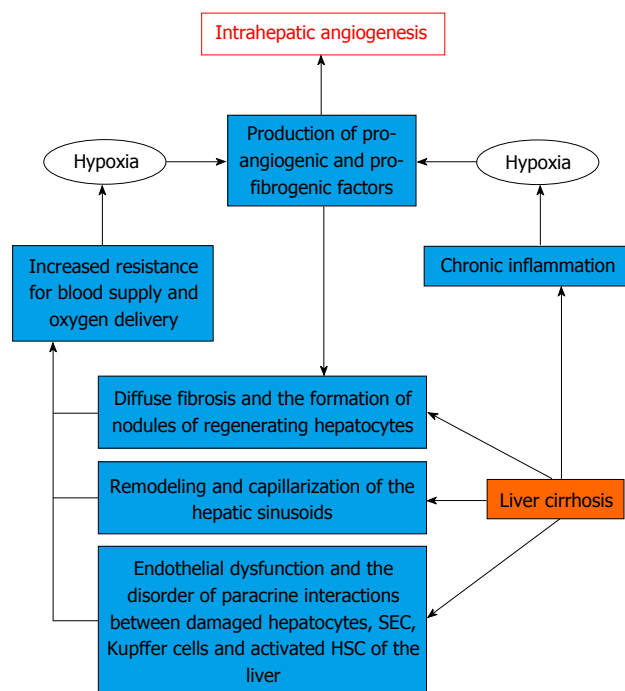 Intrahepatic angiogenesis
Production of pro-
angiogenic and pro-
fibrogenic factors
Hypoxia
Hypoxia
Increased resistance
for blood supply and
oxygen delivery
Chronic inflammation
Diffuse fibrosis and the formation of
nodules of regenerating hepatocytes
Remodeling and capillarization of the
hepatic sinusoids
Liver cirrhosis
Endothelial dysfunction and the
disorder of paracrine interactions
between damaged hepatocytes, SEC,
Kupffer cells and activated HSC of the
liver